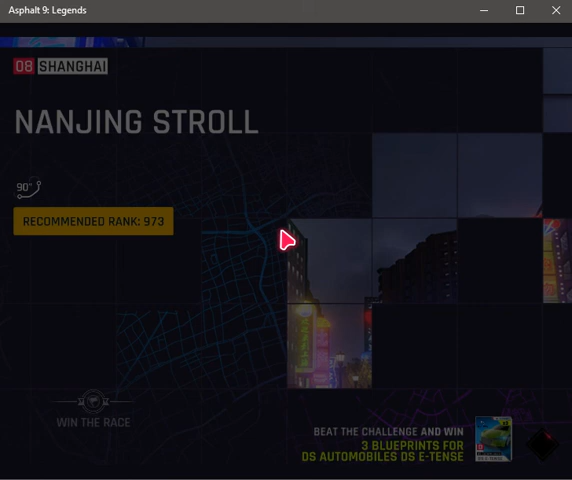 Asphalt 9: Legends
08 SHANGHAI
NANJING STROLL
90°
RECOMMENDED RANK: 973
WIN THE RACE
BEAT THE CHALLENGE AND WIN
3 BLUEPRINTS FOR
DS AUTOMOBILES DS E-TENSE